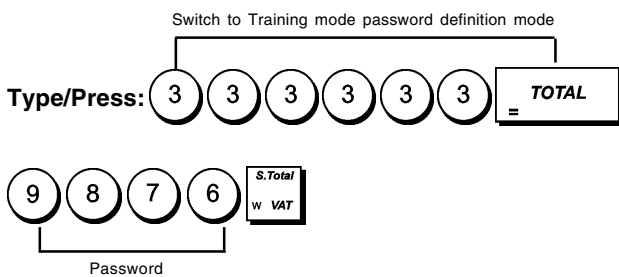 Switch to Training mode password definition mode
Type/Press: 3 3 3 3 3 3 TOTAL
=
9 8 7 6 S.Total
w VAT
Password